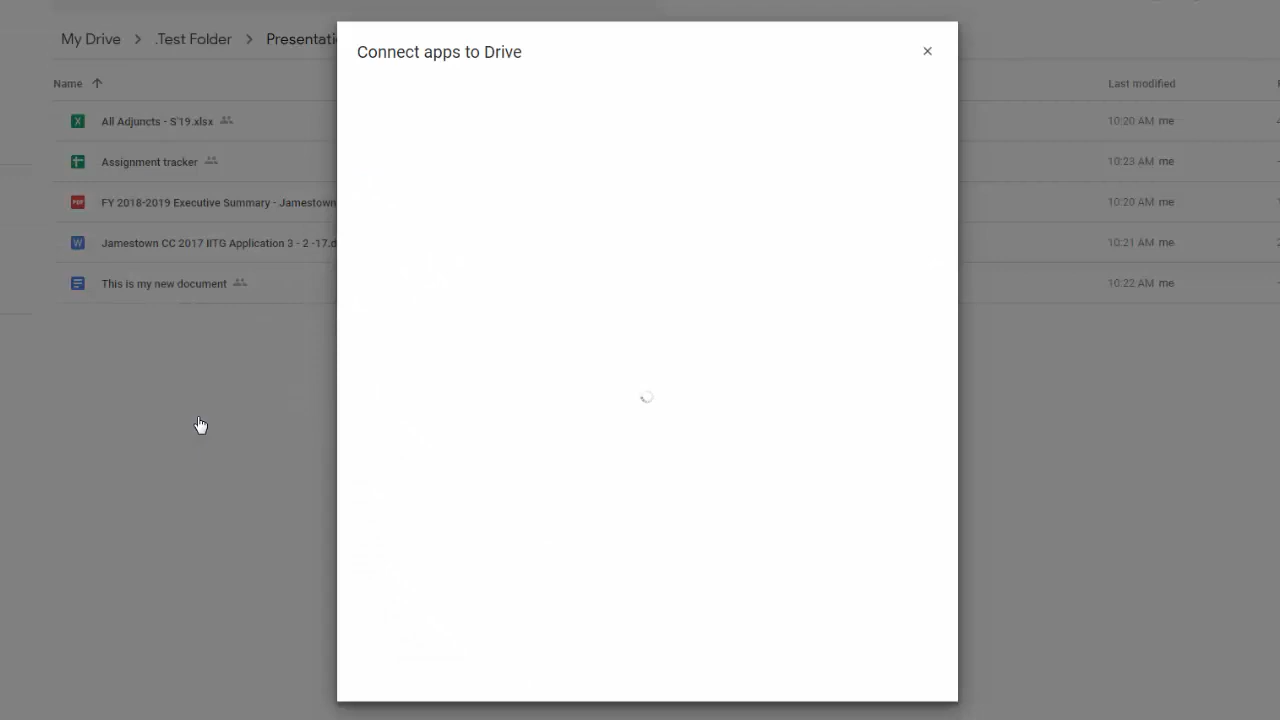 My Drive > .Test Folder > Presentati
Connect apps to Drive ×
Name ↑ Last modified
All Adjuncts - S'19.xlsx 10:20 AM me
Assignment tracker 10:23 AM me
PDF FY 2018-2019 Executive Summary - Jamestown 10:20 AM me
W Jamestown CC 2017 IITG Application 3 - 2 -17.d 10:21 AM me
This is my new document 10:22 AM me